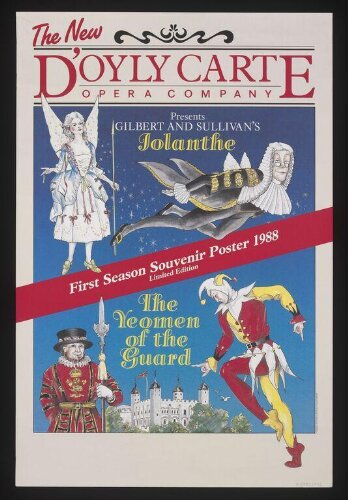 The New
D'OYLY CARTE
OPERA COMPANY
Presents
GILBERT AND SULLIVAN'S
Iolanthe
First Season Souvenir Poster 1988
Limited Edition
The
Yeomen
of the
Guard